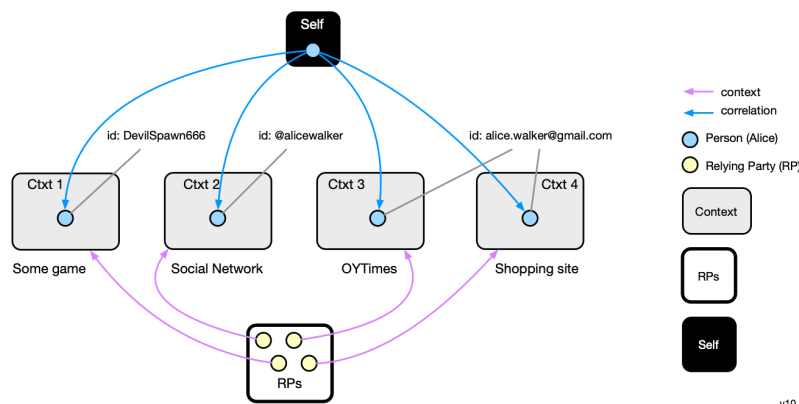 Self
context
correlation
id: DevilSpawn666
id: @alicewalker
id: alice.walker@gmail.com
Person (Alice)
Relying Party (RP)
Ctxt 1
Ctxt 2
Ctxt 3
Ctxt 4
Context
Some game
Social Network
OYTimes
Shopping site
RPs
Self
RPs
v10